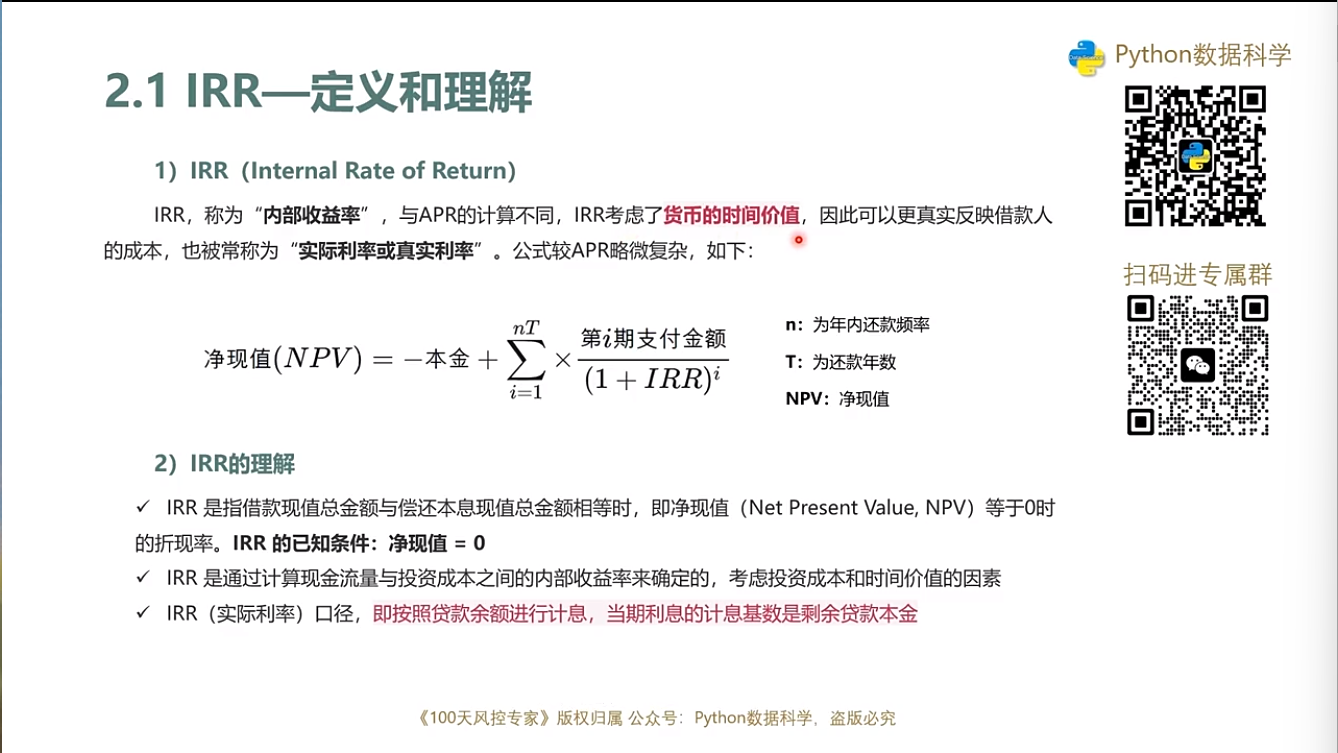 Python数据科学
2.1 IRR—定义和理解
1）IRR（Internal Rate of Return）
IRR，称为“内部收益率”，与APR的计算不同，IRR考虑了货币的时间价值，因此可以更真实反映借款人
的成本，也被常称为“实际利率或真实利率”。公式较APR略微复杂，如下：
净现值(NPV) = −本金 + \sum_{i=1}^{nT} × \frac{第i期支付金额}{(1 + IRR)^i}
n：为年内还款频率
T：为还款年数
NPV：净现值
扫码进专属群
2）IRR的理解
✓ IRR 是指借款现值总金额与偿还本息现值总金额相等时，即净现值（Net Present Value, NPV）等于0时
的折现率。IRR 的已知条件：净现值 = 0
✓ IRR 是通过计算现金流量与投资成本之间的内部收益率来确定的，考虑投资成本和时间价值的因素
✓ IRR（实际利率）口径，即按照贷款余额进行计息，当期利息的计息基数是剩余贷款本金
《100天风控专家》版权归属 公众号：Python数据科学，盗版必究